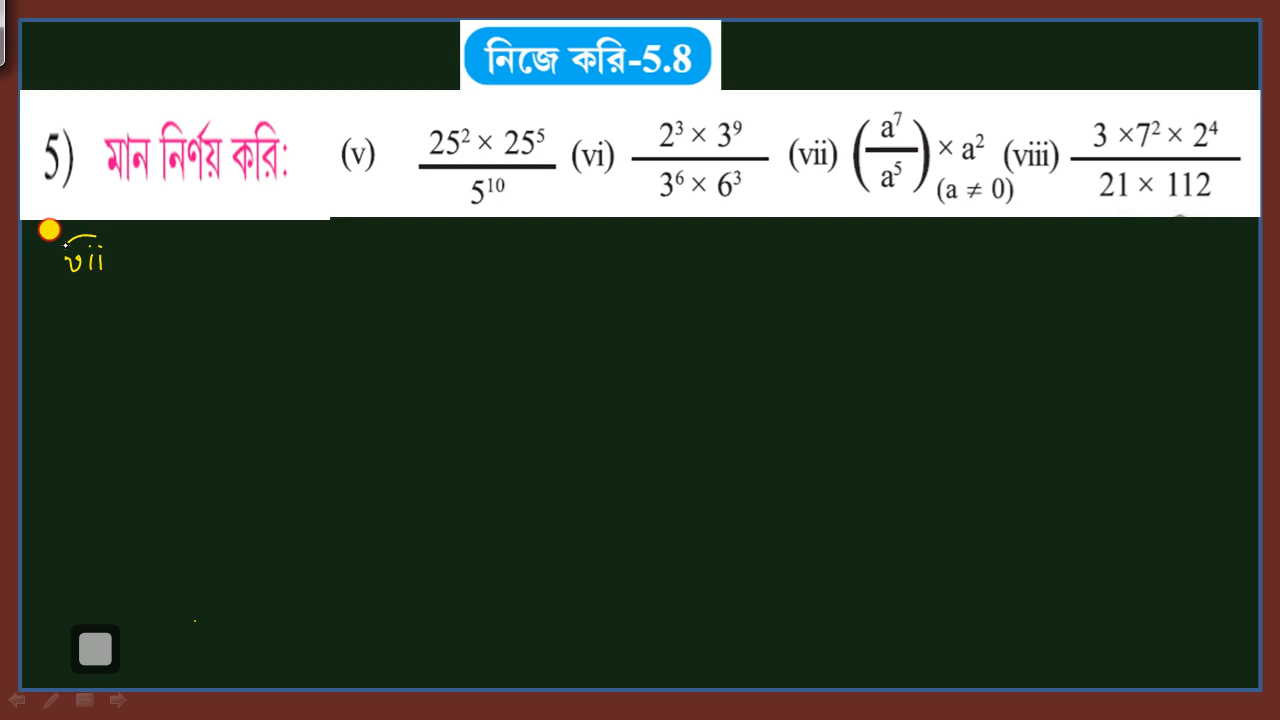 নিজে করি-5.8
5) মান নির্ণয় করি: (v) 25² × 25⁵ / 5¹⁰ (vi) 2³ × 3⁹ / 3⁶ × 6³ (vii) (a⁷ / a⁵) × a² (a ≠ 0) (viii) 3 ×7² × 2⁴ / 21 × 112
vii